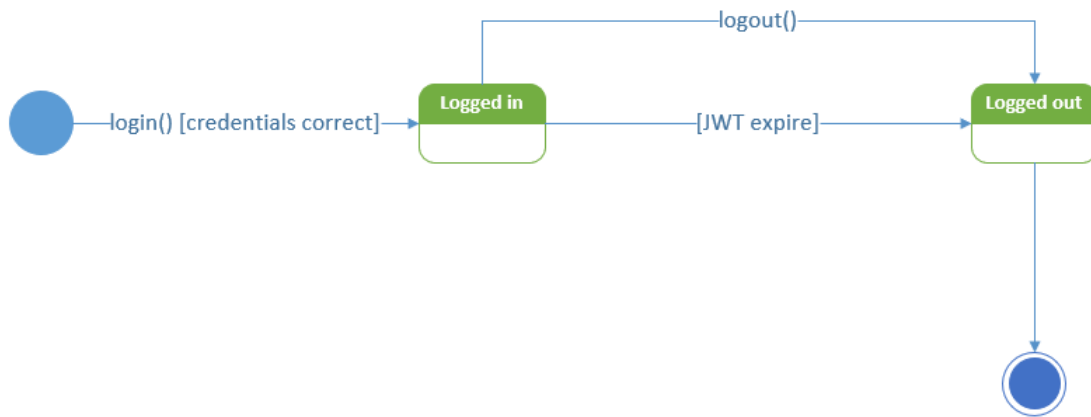 logout()
login() [credentials correct]
Logged in
[JWT expire]
Logged out